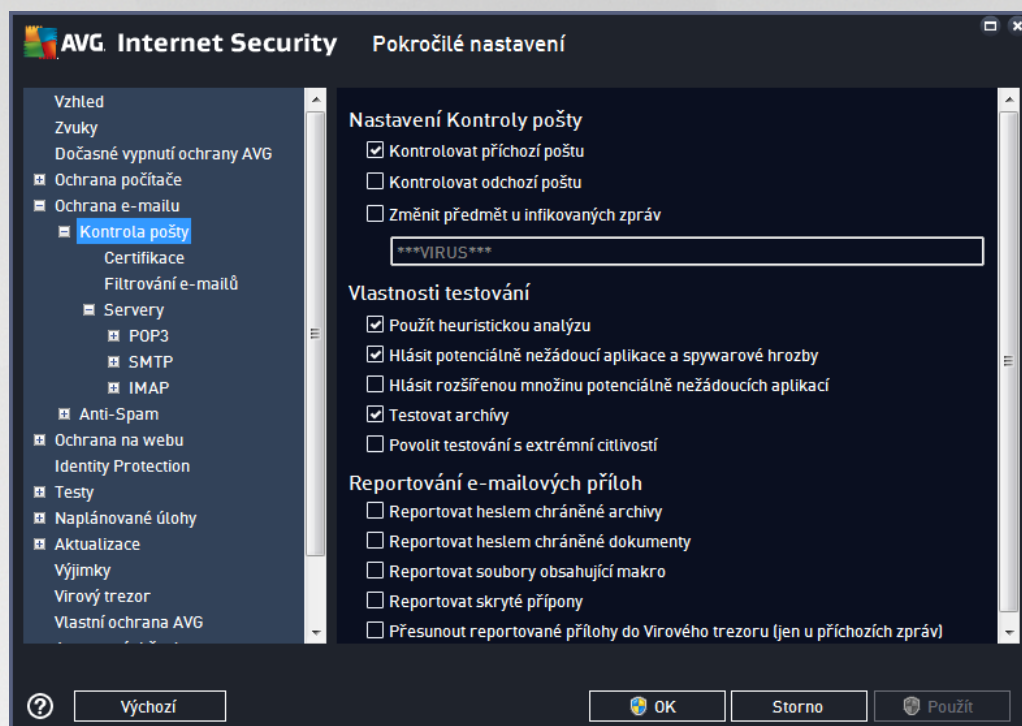 AVG. Internet Security Pokročilé nastavení
Vzhled
Zvuky
Dočasné vypnutí ochrany AVG
Ochrana počítače
Ochrana e-mailu
Kontrola pošty
Certifikace
Filtrování e-mailů
Servery
POP3
SMTP
IMAP
Anti-Spam
Ochrana na webu
Identity Protection
Testy
Naplánované úlohy
Aktualizace
Výjimky
Virový trezor
Vlastní ochrana AVG
Nastavení Kontroly pošty
Kontrolovat příchozí poštu
Kontrolovat odchozí poštu
Změnit předmět u infikovaných zpráv
***VIRUS***
Vlastnosti testování
Použít heuristickou analýzu
Hlásit potenciálně nežádoucí aplikace a spywarové hrozby
Hlásit rozšířenou množinu potenciálně nežádoucích aplikací
Testovat archívy
Povolit testování s extrémní citlivostí
Reportování e-mailových příloh
Reportovat heslem chráněné archivy
Reportovat heslem chráněné dokumenty
Reportovat soubory obsahující makro
Reportovat skryté přípony
Přesunout reportované přílohy do Virového trezoru (jen u příchozích zpráv)
Výchozí
OK
Storno
Použít